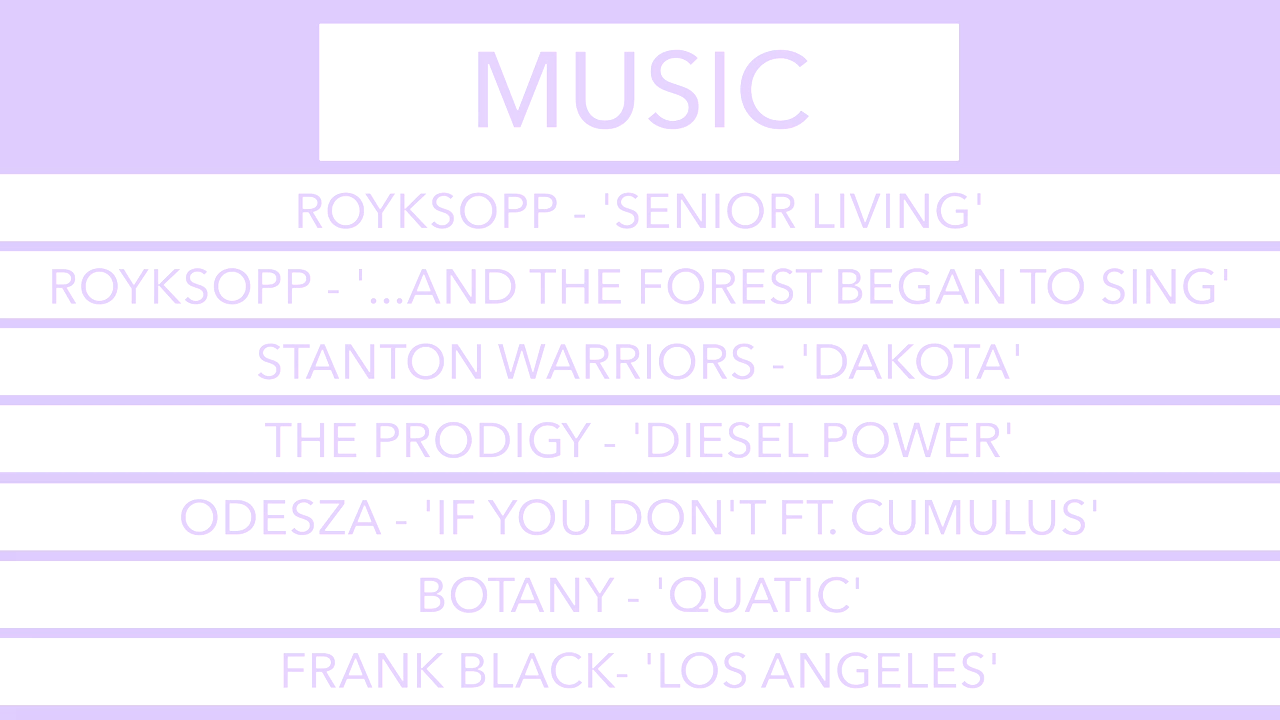 MUSIC
ROYKSOPP - 'SENIOR LIVING'
ROYKSOPP - '...AND THE FOREST BEGAN TO SING'
STANTON WARRIORS - 'DAKOTA'
THE PRODIGY - 'DIESEL POWER'
ODESZA - 'IF YOU DON'T FT. CUMULUS'
BOTANY - 'QUATIC'
FRANK BLACK- 'LOS ANGELES'